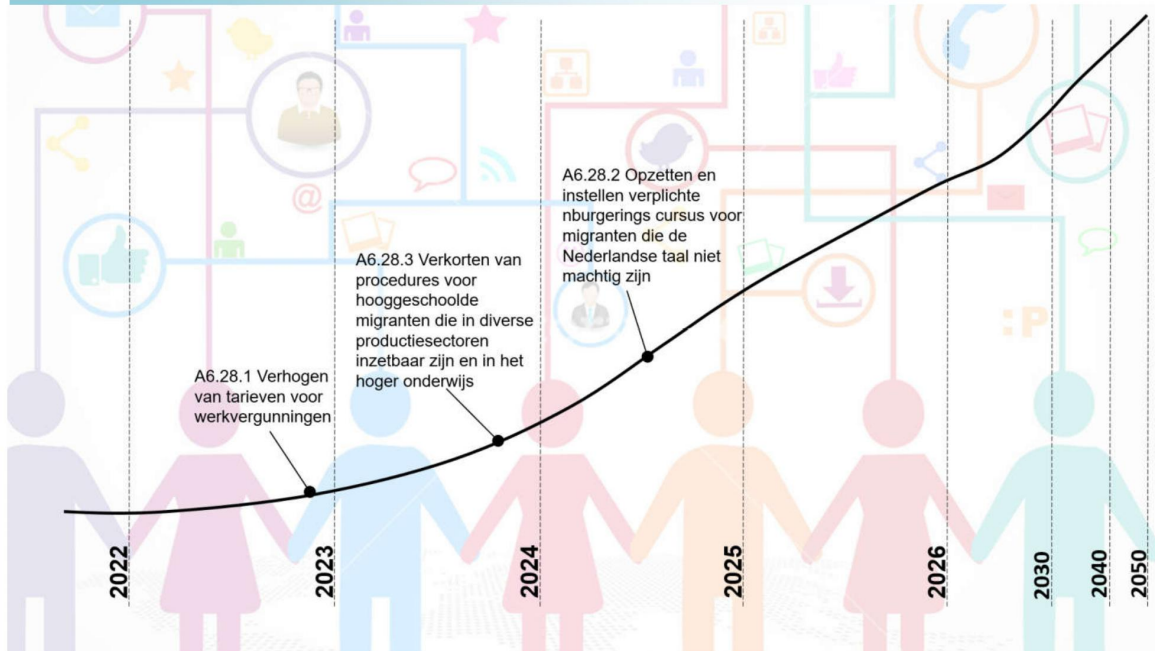 A6.28.2 Opzetten en
instellen verplichte
nburgerings cursus voor
migranten die de
Nederlandse taal niet
machtig zijn
A6.28.3 Verkorten van
procedures voor
hooggeschoolde
migranten die in diverse
productiesectoren
inzetbaar zijn en in het
hoger onderwijs
A6.28.1 Verhogen
van tarieven voor
werkvergunningen
@
:P
2022
2023
2024
2025
2026
2030
2040
2050